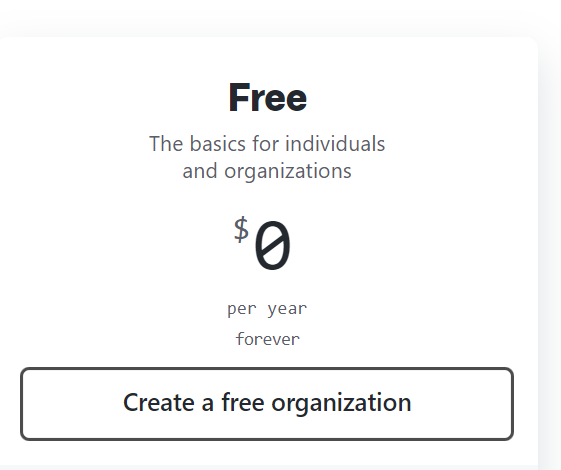 Free
The basics for individuals
and organizations
$0
per year
forever
Create a free organization